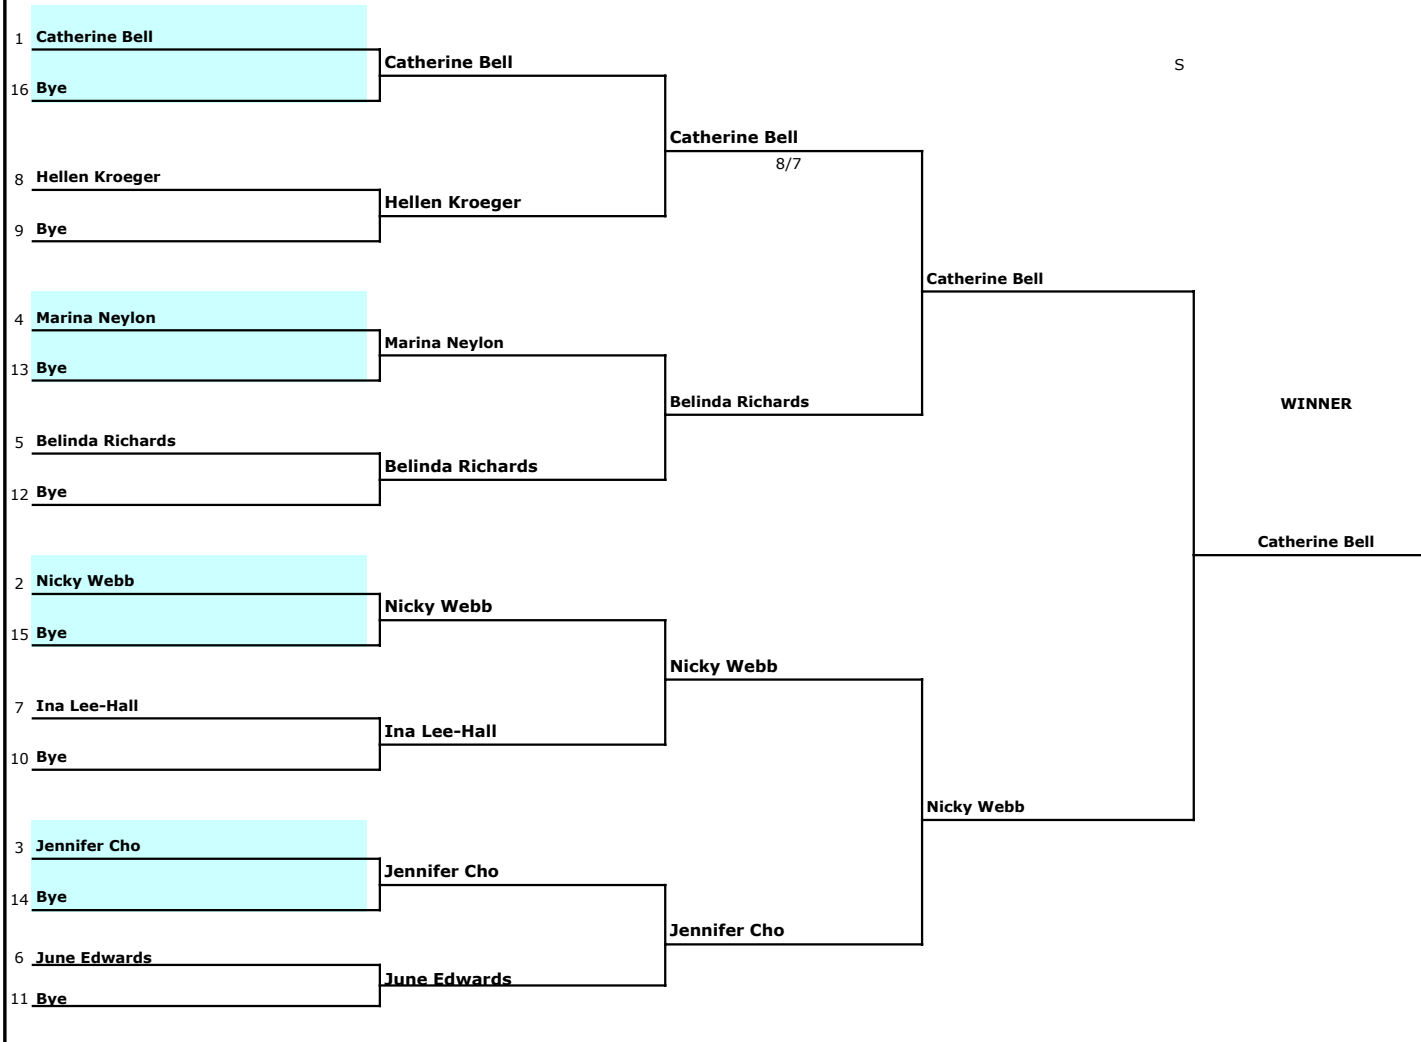 1 Catherine Bell
Catherine Bell
S
16 Bye
Catherine Bell
8/7
8 Hellen Kroeger
Hellen Kroeger
9 Bye
Catherine Bell
4 Marina Neylon
Marina Neylon
13 Bye
Belinda Richards
WINNER
5 Belinda Richards
Belinda Richards
12 Bye
Catherine Bell
2 Nicky Webb
Nicky Webb
15 Bye
Nicky Webb
7 Ina Lee-Hall
Ina Lee-Hall
10 Bye
Nicky Webb
3 Jennifer Cho
Jennifer Cho
14 Bye
Jennifer Cho
6 June Edwards
June Edwards
11 Bye